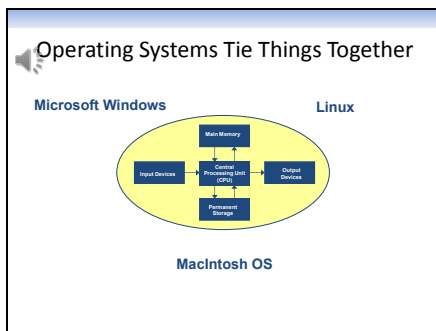 Operating Systems Tie Things Together
Microsoft Windows
Linux
Main Memory
Input Devices
Central
Processing Unit
(CPU)
Output
Devices
Permanent
Storage
MacIntosh OS